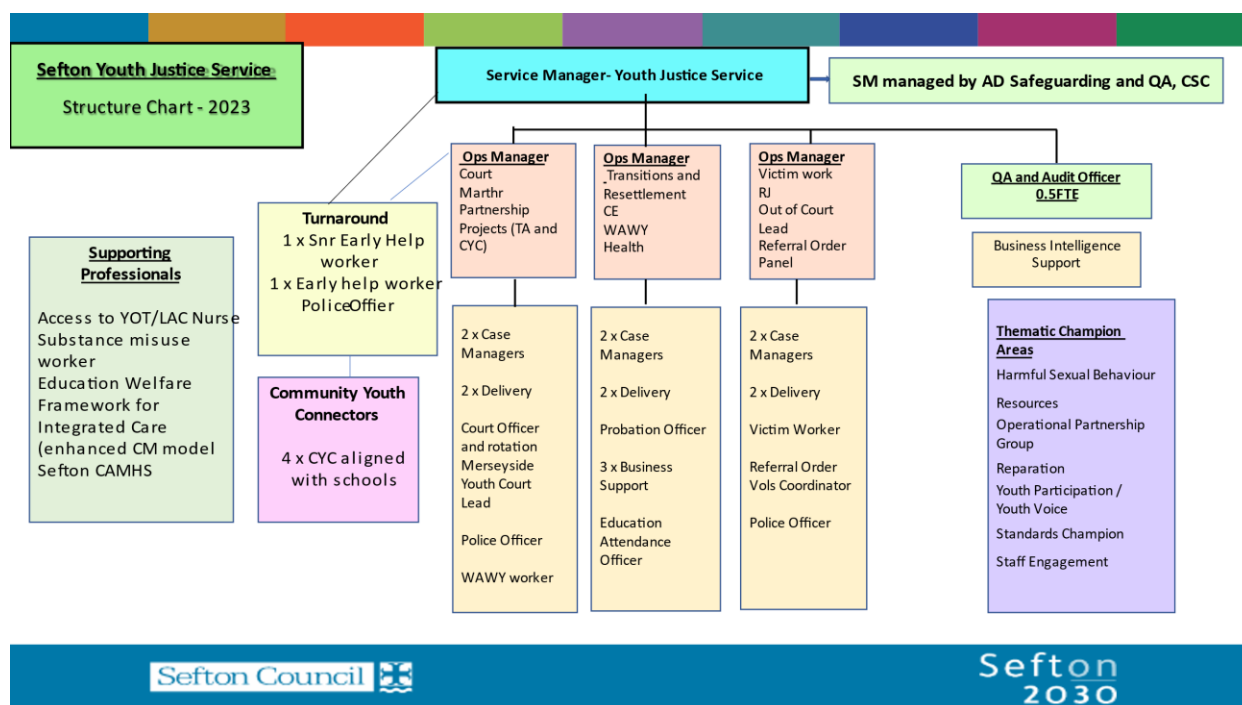 Sefton Youth Justice Service
Structure Chart - 2023
Service Manager- Youth Justice Service
SM managed by AD Safeguarding and QA, CSC
Supporting
Professionals
Access to YOT/LAC Nurse
Substance misuse
worker
Education Welfare
Framework for
Integrated Care
(enhanced CM model
Sefton CAMHS
Turnaround
1 x Snr Early Help
worker
1 x Early help worker
PoliceOffier
Community Youth
Connectors
4 x CYC aligned
with schools
Ops Manager
Court
Marthr
Partnership
Projects (TA and
CYC)
2 x Case
Managers
2 x Delivery
Court Officer
and rotation
Merseyside
Youth Court
Lead
Police Officer
WAWY worker
Ops Manager
Transitions and
Resettlement
CE
WAWY
Health
2 x Case
Managers
2 x Delivery
Probation Officer
3 x Business
Support
Education
Attendance
Officer
Ops Manager
Victim work
RJ
Out of Court
Lead
Referral Order
Panel
2 x Case
Managers
2 x Delivery
Victim Worker
Referral Order
Vols Coordinator
Police Officer
QA and Audit Officer
0.5FTE
Business Intelligence
Support
Thematic Champion
Areas
Harmful Sexual Behaviour
Resources
Operational Partnership
Group
Reparation
Youth Participation /
Youth Voice
Standards Champion
Staff Engagement
Sefton Council
Sefton
2030